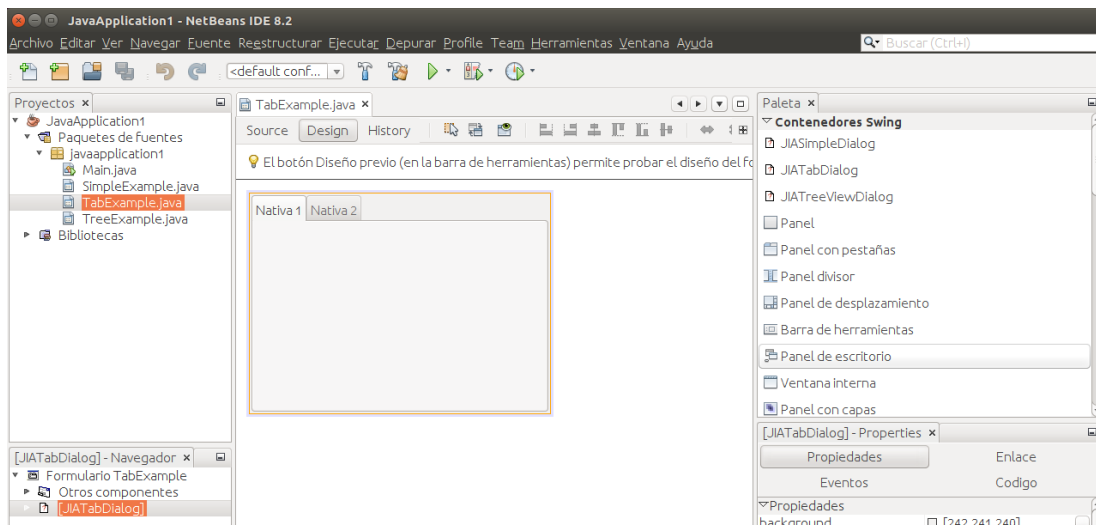 JavaApplication1 - NetBeans IDE 8.2
Archivo Editar Ver Navegar Fuente Reestructurar Ejecutar Depurar Profile Team Herramientas Ventana Ayuda
Buscar (Ctrl+I)
<default conf...
Proyectos
JavaApplication1
Paquetes de fuentes
javaapplication1
Main.java
SimpleExample.java
TabExample.java
TreeExample.java
Bibliotecas
[JIATabDialog] - Navegador
Formulario TabExample
Otros componentes
[JIATabDialog]
TabExample.java
Source Design History
El botón Diseño previo (en la barra de herramientas) permite probar el diseño del fo
Nativa 1 Nativa 2
Paleta
Contenedores Swing
JIASimpleDialog
JIATabDialog
JIATreeViewDialog
Panel
Panel con pestañas
Panel divisor
Panel de desplazamiento
Barra de herramientas
Panel de escritorio
Ventana interna
Panel con capas
[JIATabDialog] - Properties
Propiedades Enlace
Eventos Codigo
Propiedades
background [242,241,240]